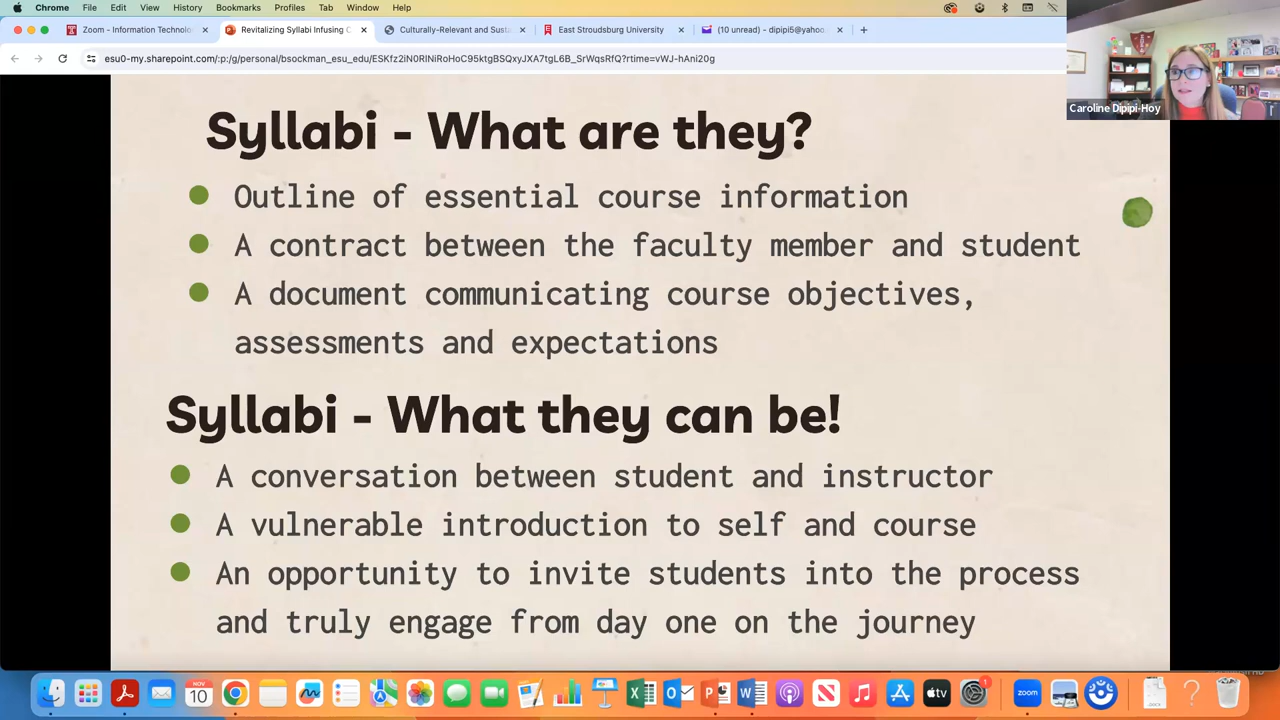 Chrome File Edit View History Bookmarks Profiles Tab Window Help
Zoom - Information Technolo
Revitalizing Syllabi Infusing C
Culturally-Relevant and Susta
East Stroudsburg University
(10 unread) - dipipi5@yahoo.
esu0-my.sharepoint.com/:p:/g/personal/bsockman_esu_edu/ESKfz2iN0RlNiRoHoC95ktgBSQxyJXA7tgL6B_SrWqsRfQ?rtime=vWJ-hAni20g
Caroline Dipipi-Hoy
Syllabi - What are they?
Outline of essential course information
A contract between the faculty member and student
A document communicating course objectives,
assessments and expectations
Syllabi - What they can be!
A conversation between student and instructor
A vulnerable introduction to self and course
An opportunity to invite students into the process
and truly engage from day one on the journey
NOV
10
1
zoom